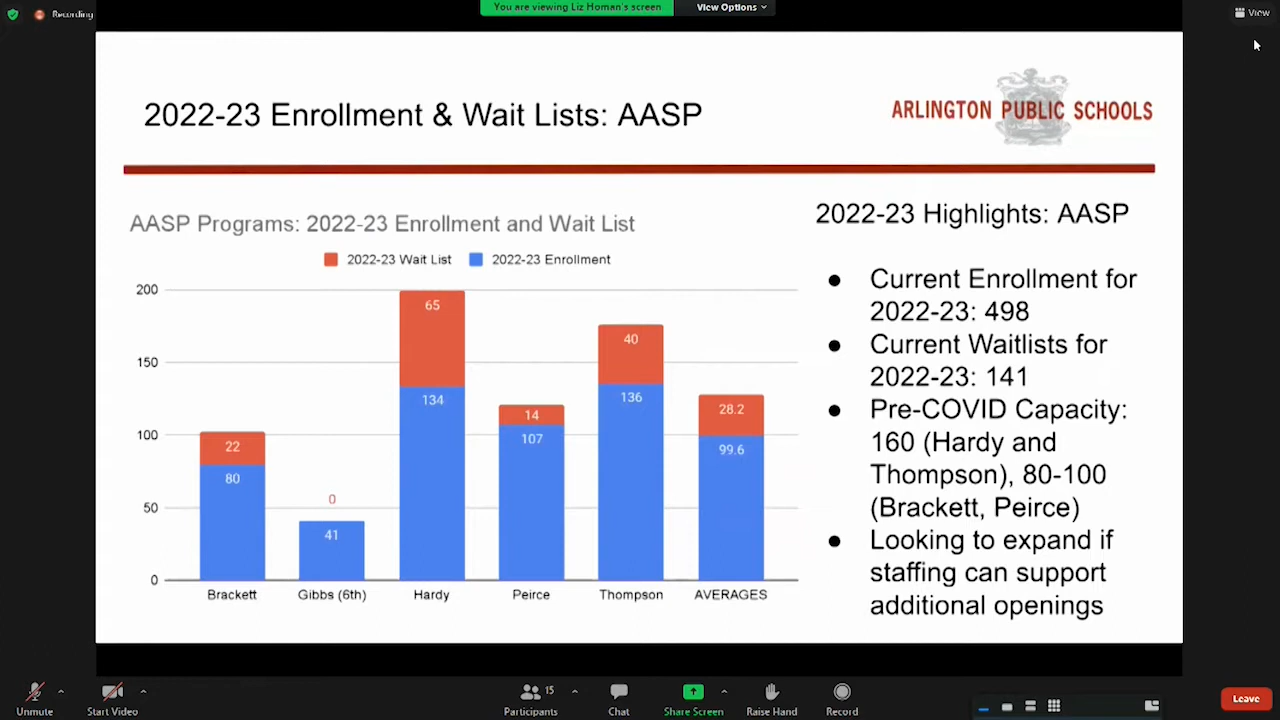 Recording
You are viewing Liz Homan's screen
View Options
View
2022-23 Enrollment & Wait Lists: AASP
ARLINGTON PUBLIC SCHOOLS
AASP Programs: 2022-23 Enrollment and Wait List
2022-23 Wait List
2022-23 Enrollment
200
150
100
50
0
22
80
0
41
65
134
14
107
40
136
28.2
99.6
Brackett
Gibbs (6th)
Hardy
Peirce
Thompson
AVERAGES
2022-23 Highlights: AASP
● Current Enrollment for
2022-23: 498
● Current Waitlists for
2022-23: 141
● Pre-COVID Capacity:
160 (Hardy and
Thompson), 80-100
(Brackett, Peirce)
● Looking to expand if
staffing can support
additional openings
Unmute
Start Video
15
Participants
Chat
Share Screen
Raise Hand
Record
Leave